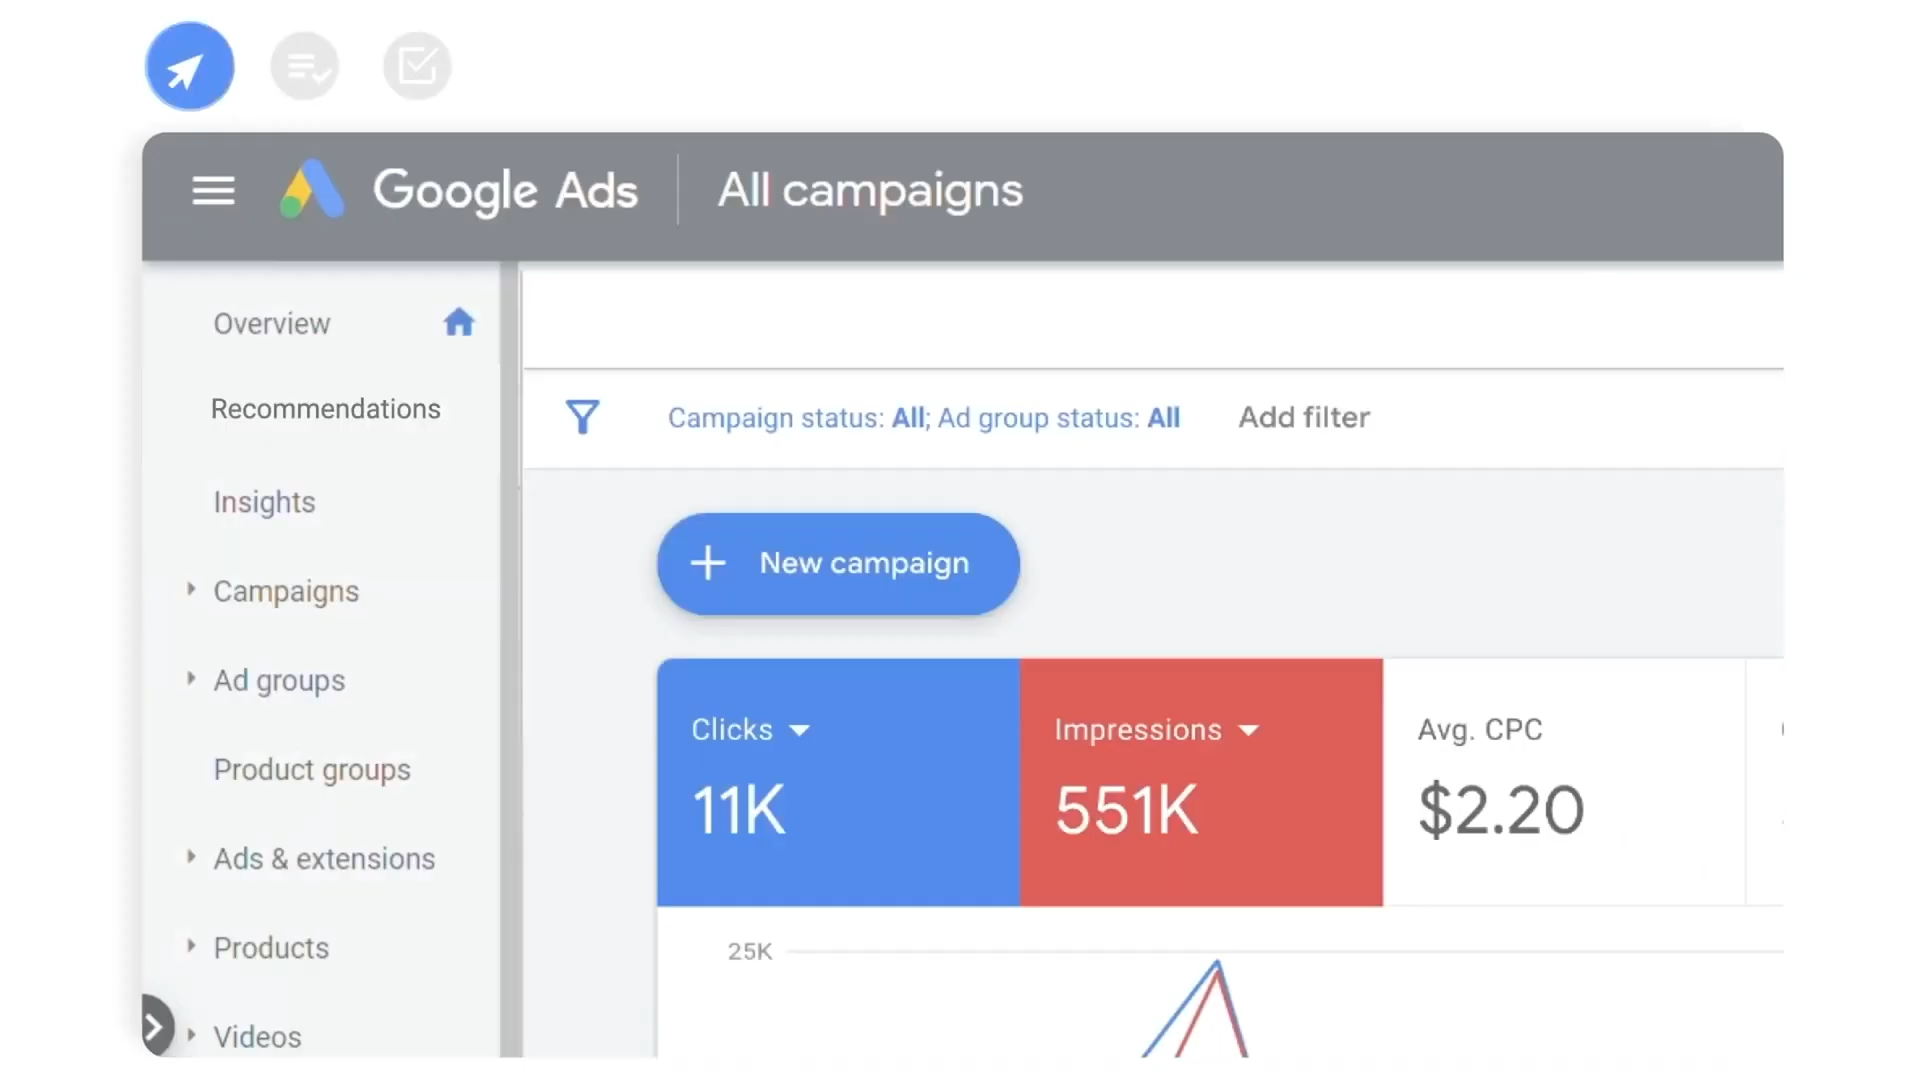 Google Ads
All campaigns
Overview
Recommendations
Insights
Campaigns
Ad groups
Product groups
Ads & extensions
Products
Videos
Campaign status: All; Ad group status: All
Add filter
New campaign
Clicks
11K
Impressions
551K
Avg. CPC
$2.20
25K